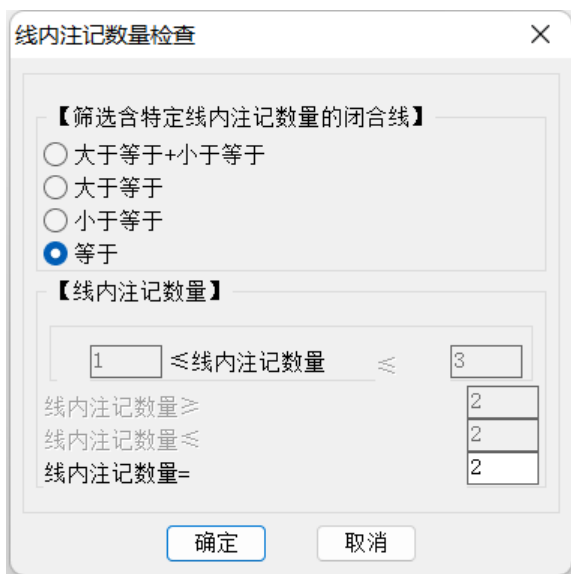 线内注记数量检查
【筛选含特定线内注记数量的闭合线】
大于等于+小于等于
大于等于
小于等于
等于
【线内注记数量】
1 ≤线内注记数量 ≤ 3
线内注记数量≥ 2
线内注记数量≤ 2
线内注记数量= 2
确定 取消